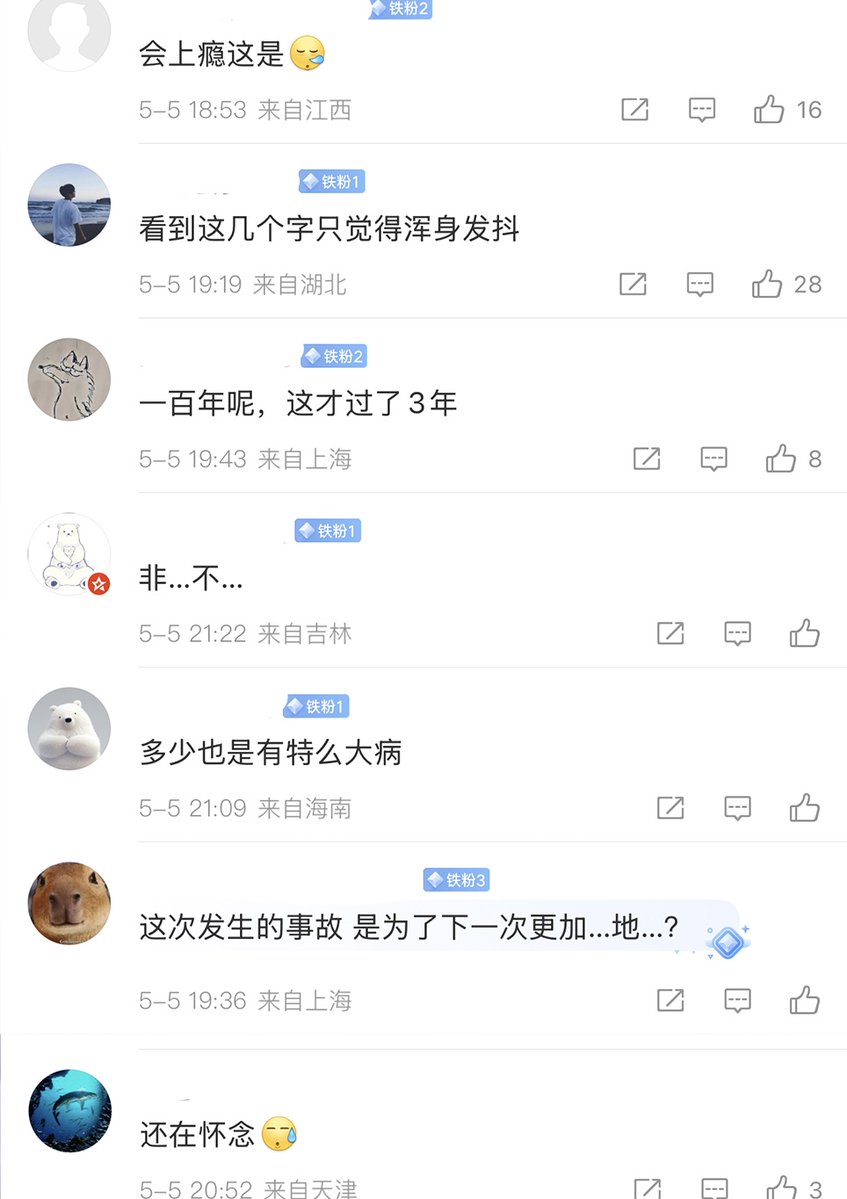 铁粉2
会上瘾这是
5-5 18:53 来自江西
16
铁粉1
看到这几个字只觉得浑身发抖
5-5 19:19 来自湖北
28
铁粉2
一百年呢，这才过了3年
5-5 19:43 来自上海
8
铁粉1
非...不...
5-5 21:22 来自吉林
铁粉1
多少也是有特么大病
5-5 21:09 来自海南
铁粉3
这次发生的事故 是为了下一次更加...地...?
5-5 19:36 来自上海
还在怀念
5-5 20:52 来自天津
3